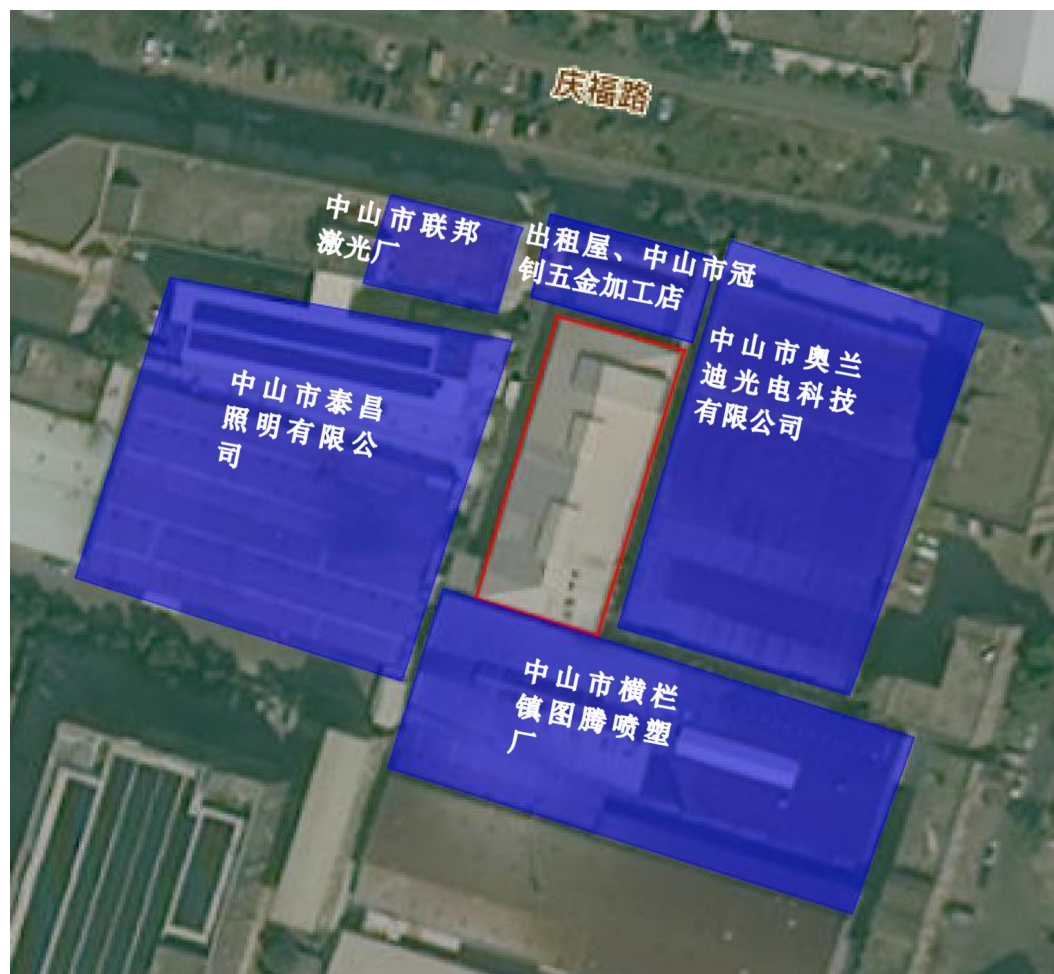 庆福路
中山市联邦
激光厂
出租屋、中山市冠
钊五金加工店
中山市奥兰
迪光电科技
有限公司
中山市泰昌
照明有限公
司
中山市横栏
镇图腾喷塑
厂